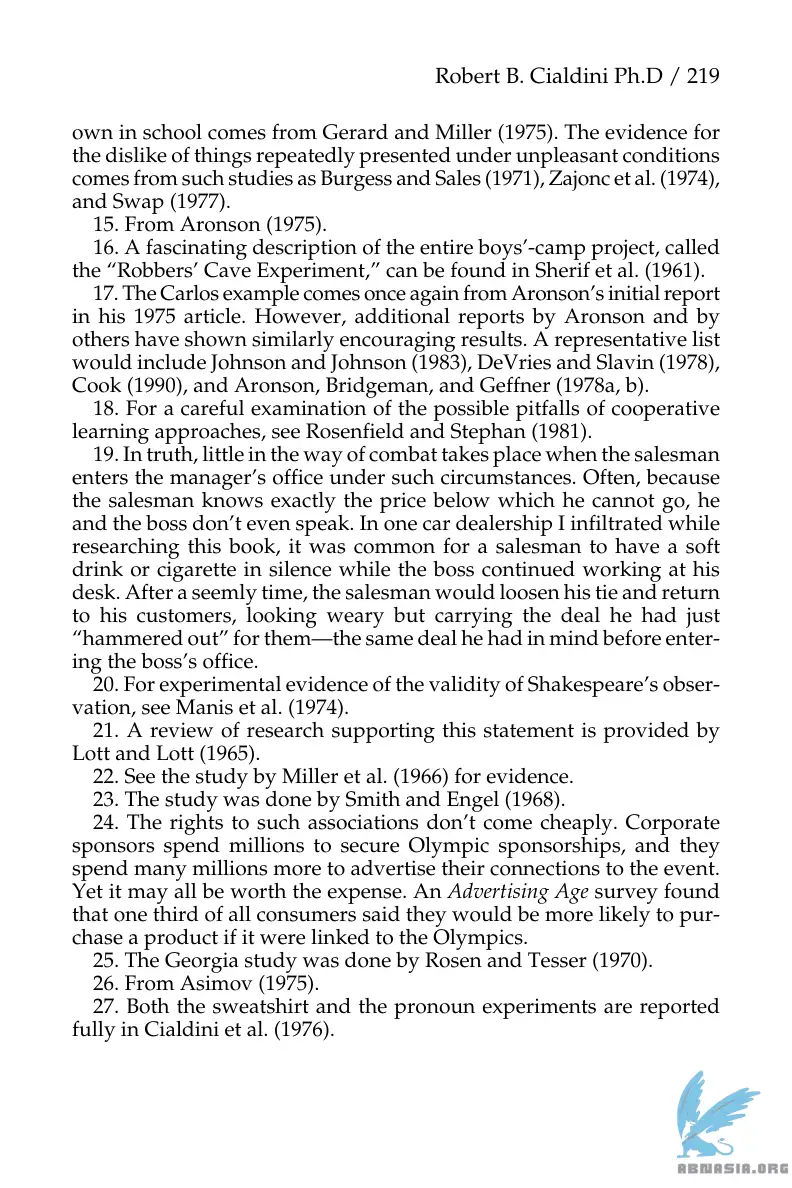 Robert B. Cialdini Ph.D / 219
own in school comes from Gerard and Miller (1975). The evidence for
the dislike of things repeatedly presented under unpleasant conditions
comes from such studies as Burgess and Sales (1971), Zajonc et al. (1974),
and Swap (1977).
15. From Aronson (1975).
16. A fascinating description of the entire boys’-camp project, called
the “Robbers’ Cave Experiment,” can be found in Sherif et al. (1961).
17. The Carlos example comes once again from Aronson’s initial report
in his 1975 article. However, additional reports by Aronson and by
others have shown similarly encouraging results. A representative list
would include Johnson and Johnson (1983), DeVries and Slavin (1978),
Cook (1990), and Aronson, Bridgeman, and Geffner (1978a, b).
18. For a careful examination of the possible pitfalls of cooperative
learning approaches, see Rosenfield and Stephan (1981).
19. In truth, little in the way of combat takes place when the salesman
enters the manager’s office under such circumstances. Often, because
the salesman knows exactly the price below which he cannot go, he
and the boss don’t even speak. In one car dealership I infiltrated while
researching this book, it was common for a salesman to have a soft
drink or cigarette in silence while the boss continued working at his
desk. After a seemly time, the salesman would loosen his tie and return
to his customers, looking weary but carrying the deal he had just
“hammered out” for them—the same deal he had in mind before enter-
ing the boss’s office.
20. For experimental evidence of the validity of Shakespeare’s obser-
vation, see Manis et al. (1974).
21. A review of research supporting this statement is provided by
Lott and Lott (1965).
22. See the study by Miller et al. (1966) for evidence.
23. The study was done by Smith and Engel (1968).
24. The rights to such associations don’t come cheaply. Corporate
sponsors spend millions to secure Olympic sponsorships, and they
spend many millions more to advertise their connections to the event.
Yet it may all be worth the expense. An Advertising Age survey found
that one third of all consumers said they would be more likely to pur-
chase a product if it were linked to the Olympics.
25. The Georgia study was done by Rosen and Tesser (1970).
26. From Asimov (1975).
27. Both the sweatshirt and the pronoun experiments are reported
fully in Cialdini et al. (1976).
ABNASIA.ORG